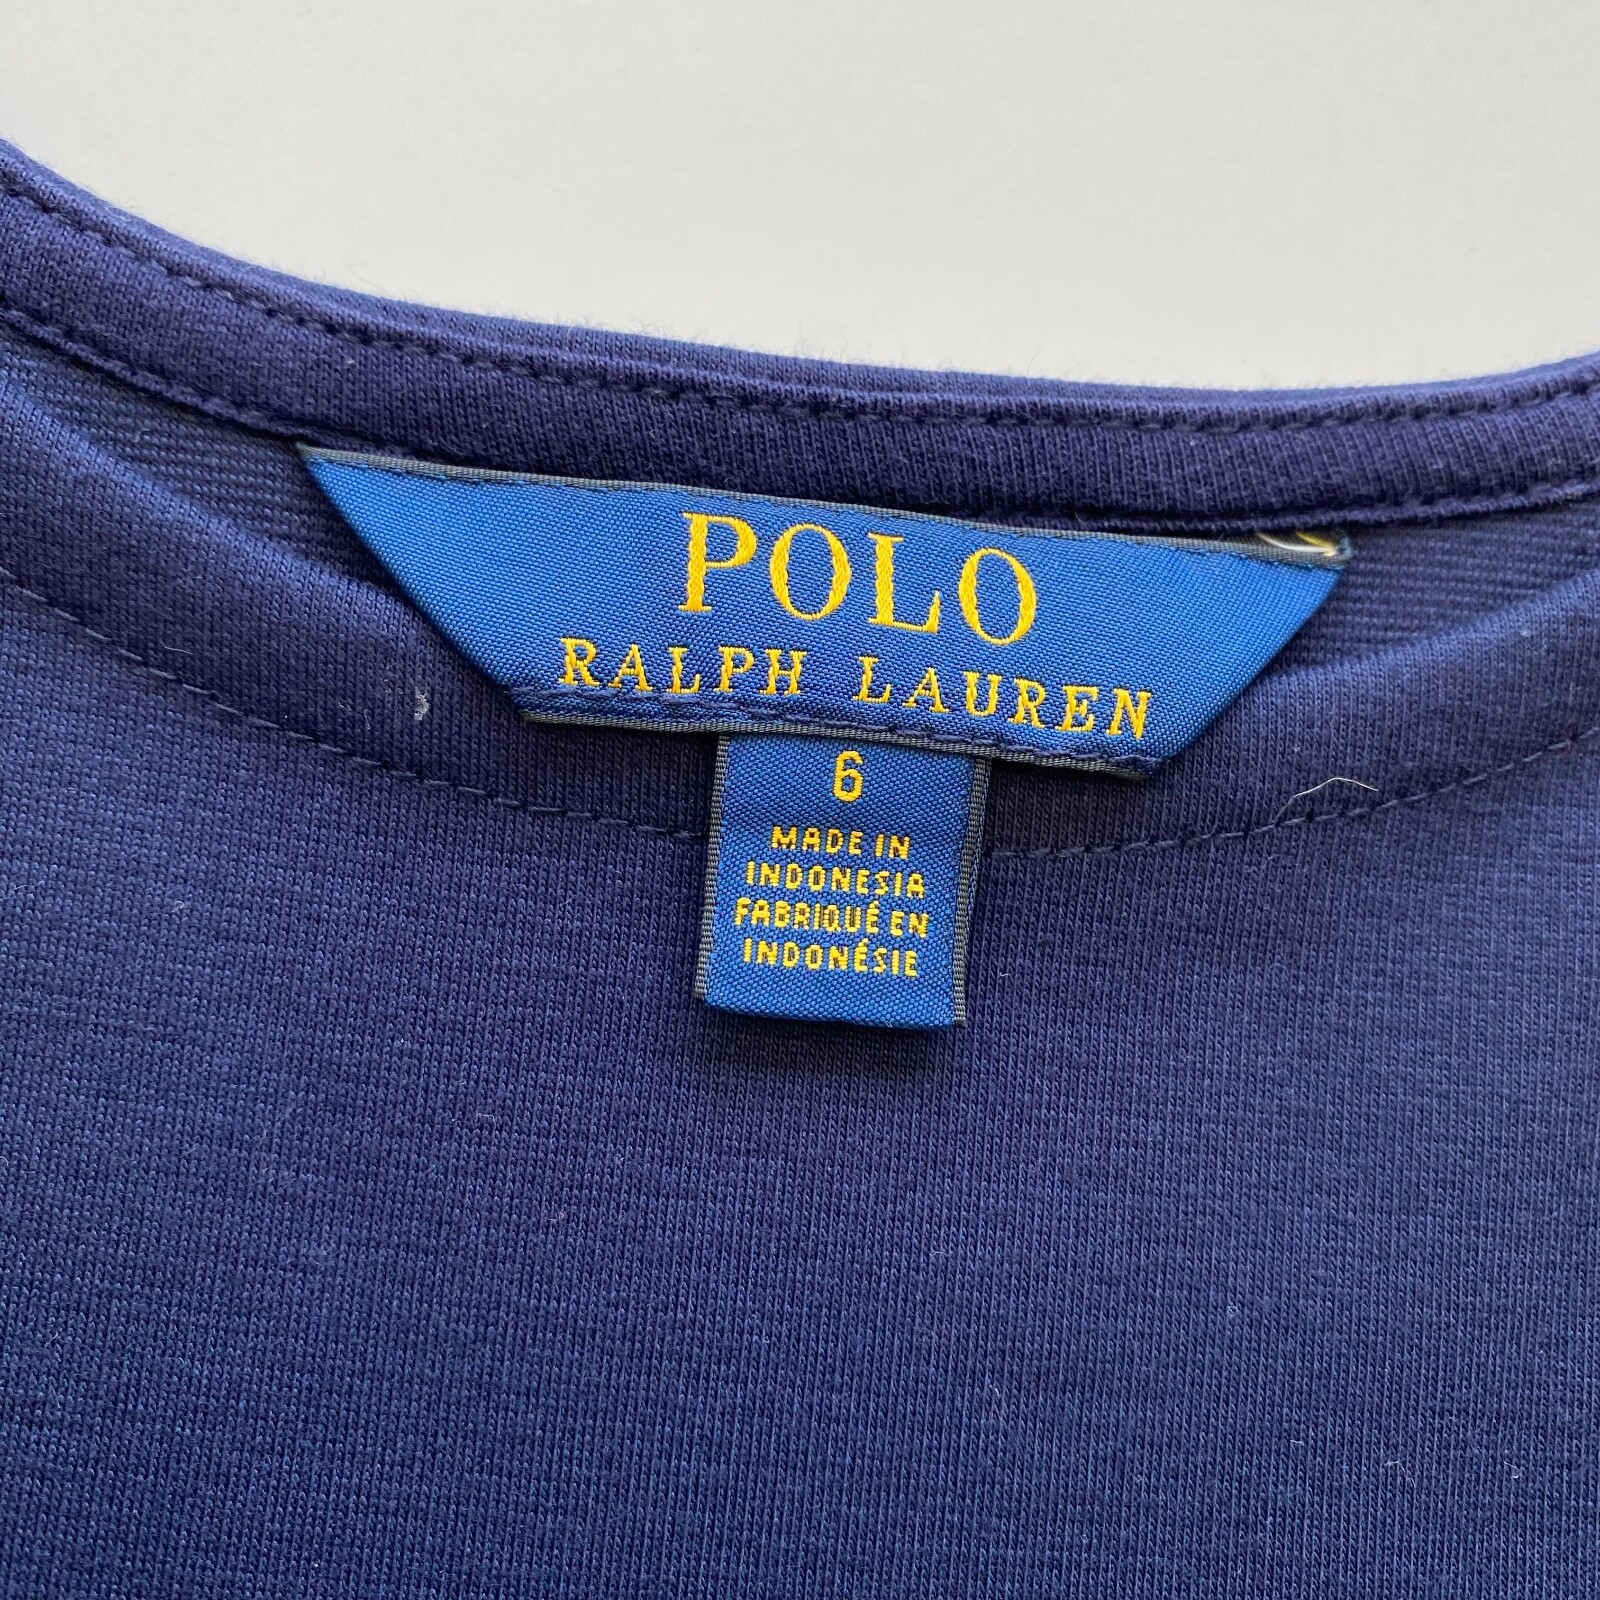 POLO
RALPH LAUREN
6
MADE IN
INDONESIA
FABRIQUÉ EN
INDONÉSIE